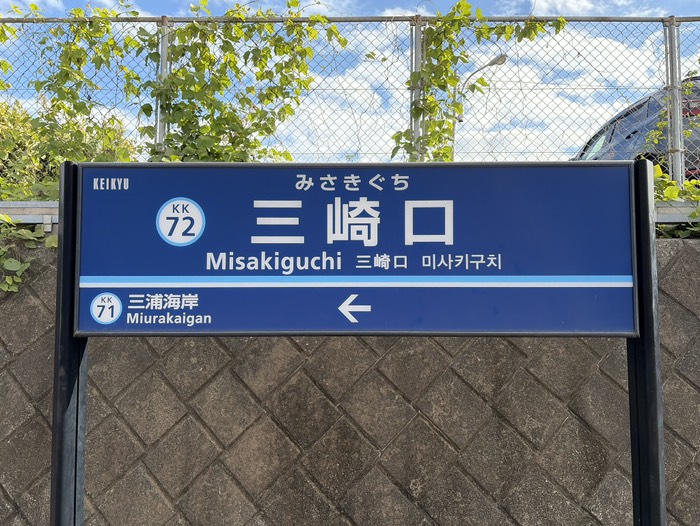 KEIKYU
みさきぐち
KK
72
三崎口
Misakiguchi 三崎口 미사키구치
KK
71
三浦海岸
Miurakaigan
←